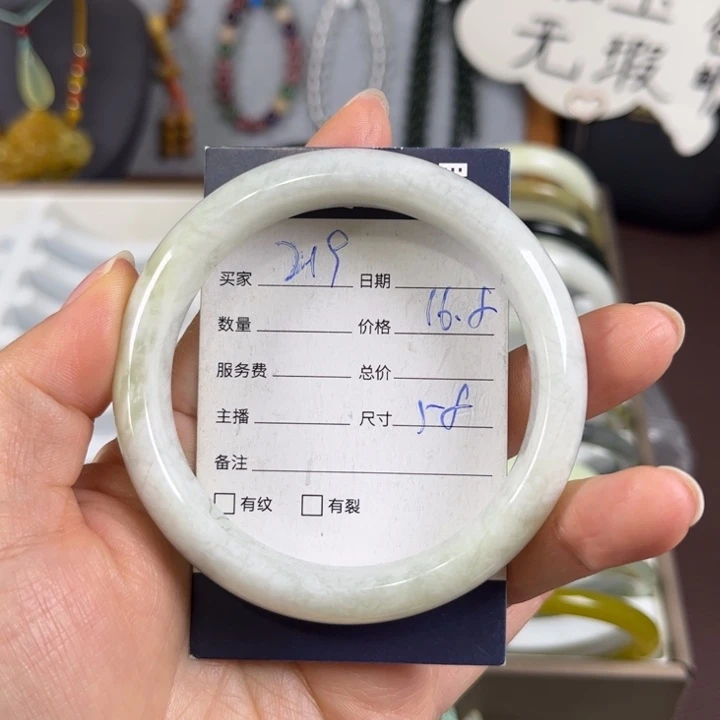 无瑕
买家 2119 日期
数量 价格 16.8
服务费 总价
主播 尺寸 58
备注
有纹 有裂